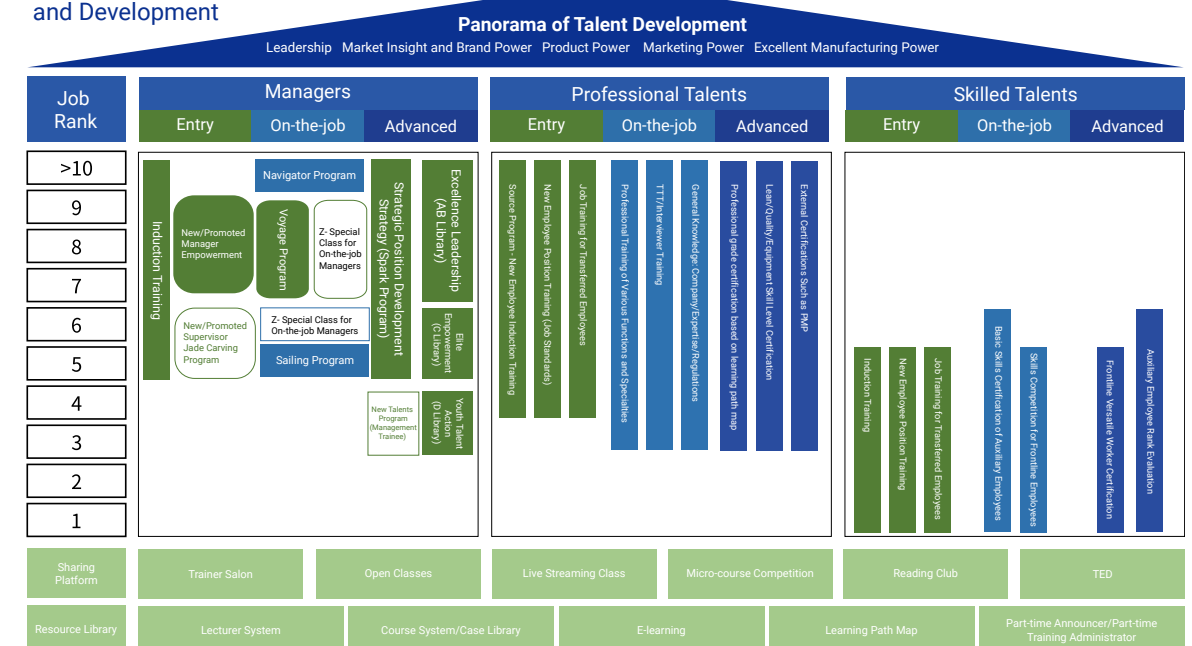 and Development
Panorama of Talent Development
Leadership Market Insight and Brand Power Product Power Marketing Power Excellent Manufacturing Power
Job
Rank
Managers
Entry
On-the-job
Advanced
Professional Talents
Entry
On-the-job
Advanced
Skilled Talents
Entry
On-the-job
Advanced
>10
9
8
7
6
5
4
3
2
1
Induction Training
New/Promoted
Manager
Empowerment
New/Promoted
Supervisor
Jade Carving
Program
Navigator Program
Voyage Program
Z- Special
Class for
On-the-job
Managers
Z- Special Class for
On-the-job Managers
Sailing Program
Strategic Position Development
Strategy (Spark Program)
New Talents
Program
(Management
Trainee)
Excellence Leadership
(AB Library)
Elite
Empowerment
(C Library)
Youth Talent
Action
(D Library)
Source Program - New Employee Induction Training
New Employee Position Training (Job Standards)
Job Training for Transferred Employees
Professional Training of Various Functions and Specialties
TTT/Interviewer Training
General Knowledge: Company/Expertise/Regulations
Professional grade certification based on learning path map
Lean/Quality/Equipment Skill Level Certification
External Certifications Such as PMP
Induction Training
New Employee Position Training
Job Training for Transferred Employees
Basic Skills Certification of Auxiliary Employees
Skills Competition for Frontline Employees
Frontline Versatile Worker Certification
Auxiliary Employee Rank Evaluation
Sharing
Platform
Trainer Salon
Open Classes
Live Streaming Class
Micro-course Competition
Reading Club
TED
Resource Library
Lecturer System
Course System/Case Library
E-learning
Learning Path Map
Part-time Announcer/Part-time
Training Administrator